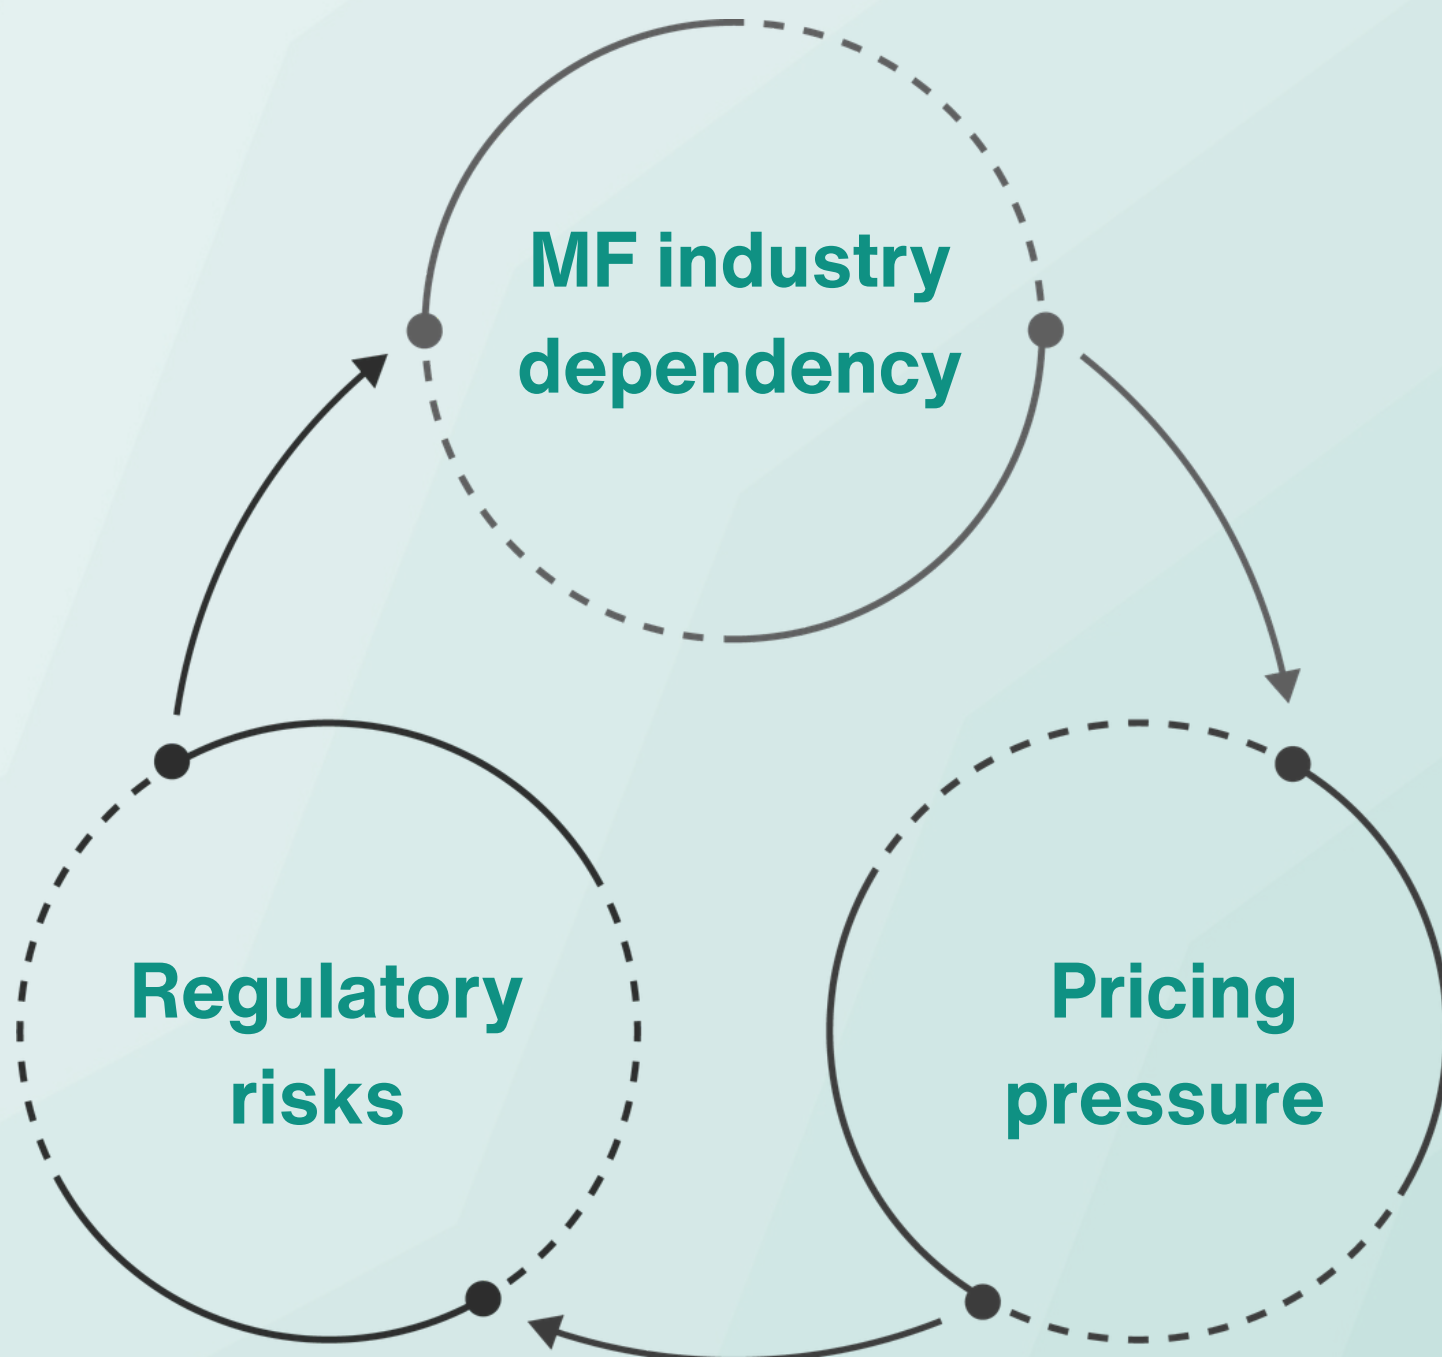 MF industry
dependency
Regulatory
risks
Pricing
pressure